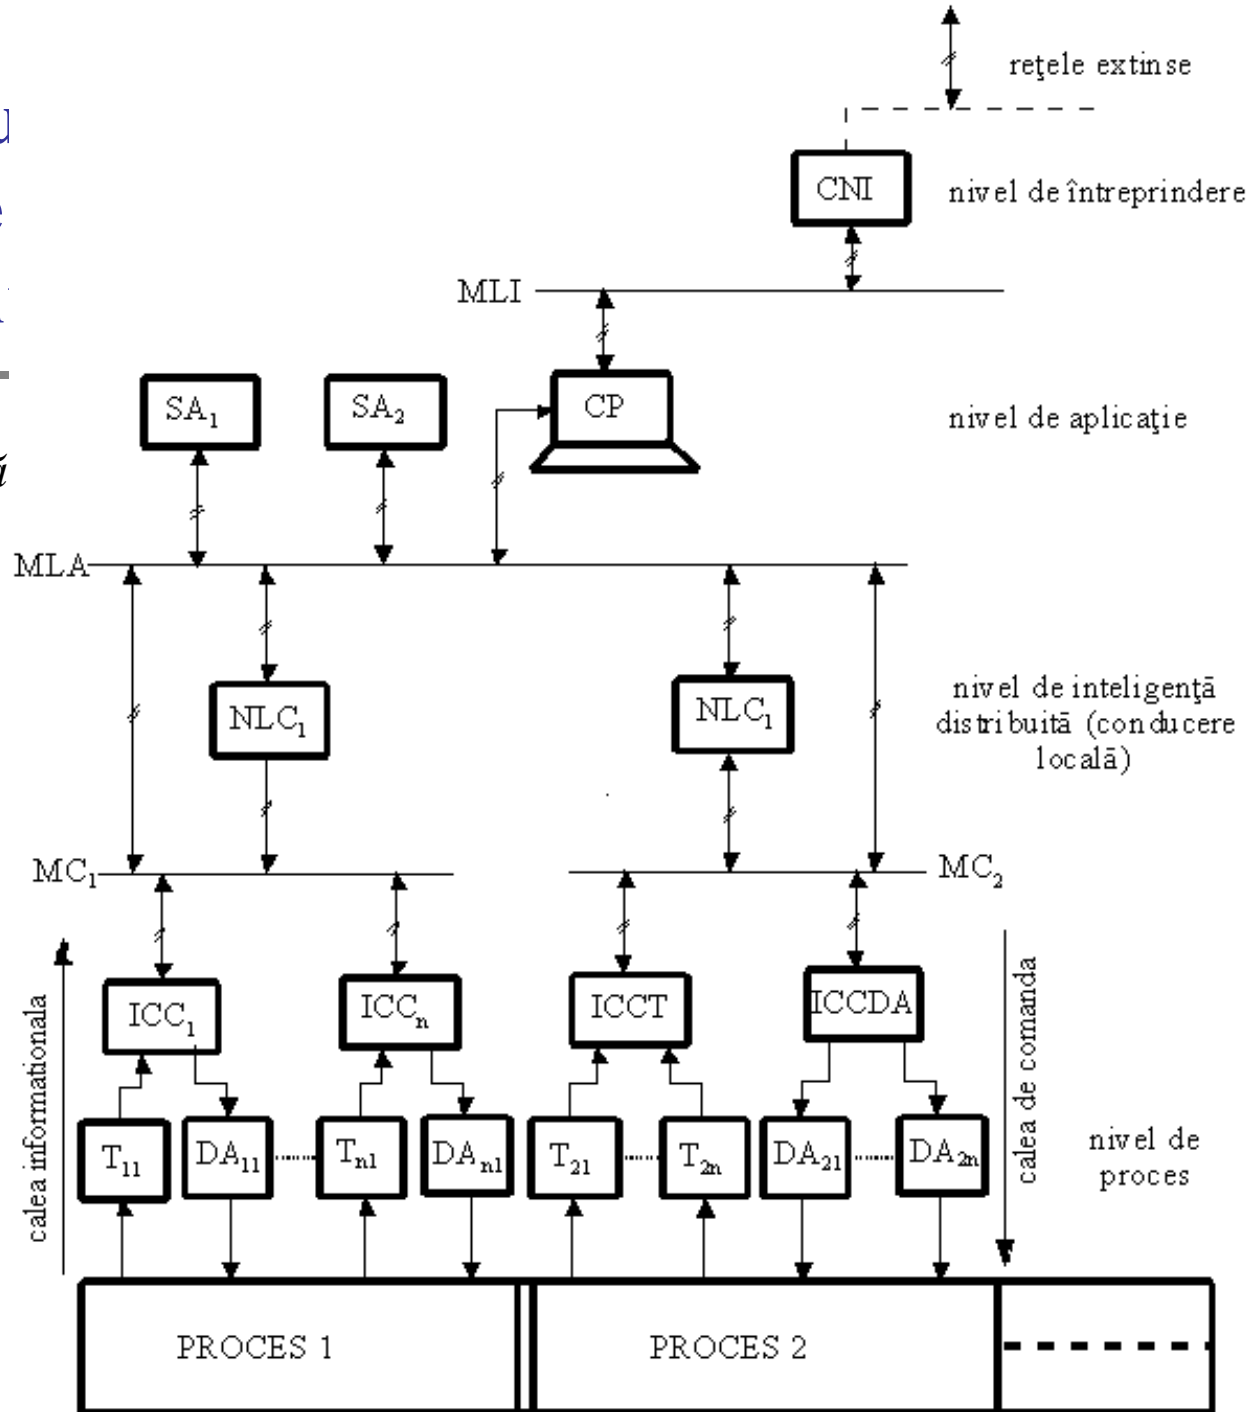 reţele extinse
CNI
nivel de întreprindere
MLI
SA1
SA2
CP
nivel de aplicaţie
ă
MLA
NLC1
NLC1
nivel de inteligenţă
distribuită (conducere
locală)
MC1
MC2
calea informationala
ICC1
ICCn
ICCT
ICCDA
calea de comanda
T11
DA11
Tn1
DAn1
T21
T2n
DA21
DA2n
nivel de
proces
PROCES 1
PROCES 2